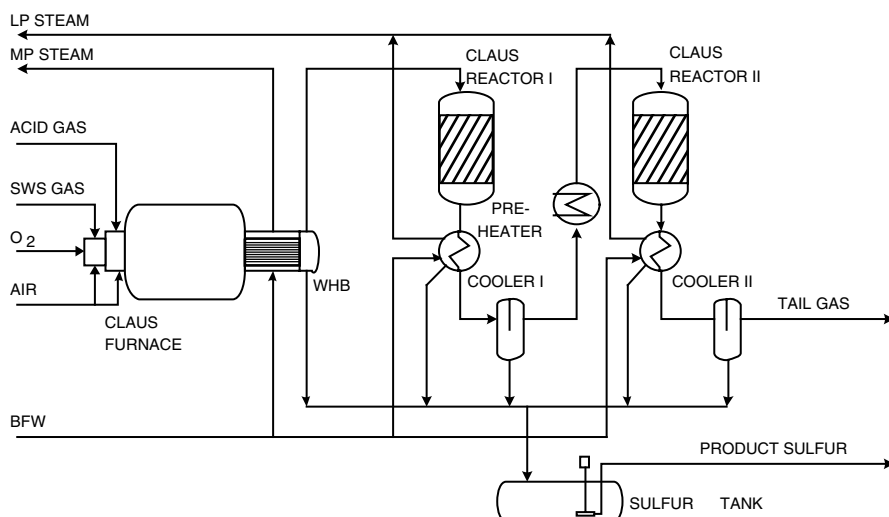 LP STEAM
MP STEAM
CLAUS
REACTOR I
CLAUS
REACTOR II
ACID GAS
SWS GAS
O 2
AIR
CLAUS
FURNACE
WHB
PRE-
HEATER
COOLER I
COOLER II
TAIL GAS
BFW
PRODUCT SULFUR
SULFUR TANK